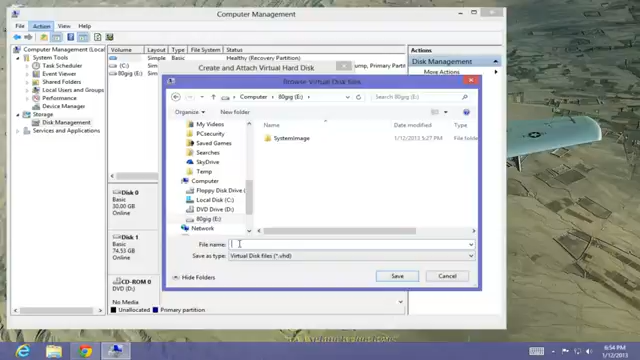 Computer Management
File Action View Help
Computer Management (Local
System Tools
Task Scheduler
Event Viewer
Shared Folders
Local Users and Groups
Performance
Device Manager
Storage
Disk Management
Services and Applications
Volume Layout Type File System Status
Simple Basic Healthy (Recovery Partition)
(C:)
80gig (E:)
Actions
Disk Management
More Actions
Create and Attach Virtual Hard Disk
Browse Virtual Disk files
Computer 80gig (E:)
Search 80gig (E:)
Organize New folder
My Videos
PCsecurity
Saved Games
Searches
SkyDrive
Temp
Computer
Floppy Disk Drive (
Local Disk (C:)
DVD Drive (D:)
80gig (E:)
Network
Name Date modified Type
SystemImage 1/12/2013 5:27 PM File folder
File name:
Save as type: Virtual Disk files (*.vhd)
Hide Folders Save Cancel
Disk 0
Basic
30.00 GB
Online
Disk 1
Basic
74.53 GB
Online
CD-ROM 0
DVD (D:)
No Media
Unallocated Primary partition
6:54 PM
1/12/2013